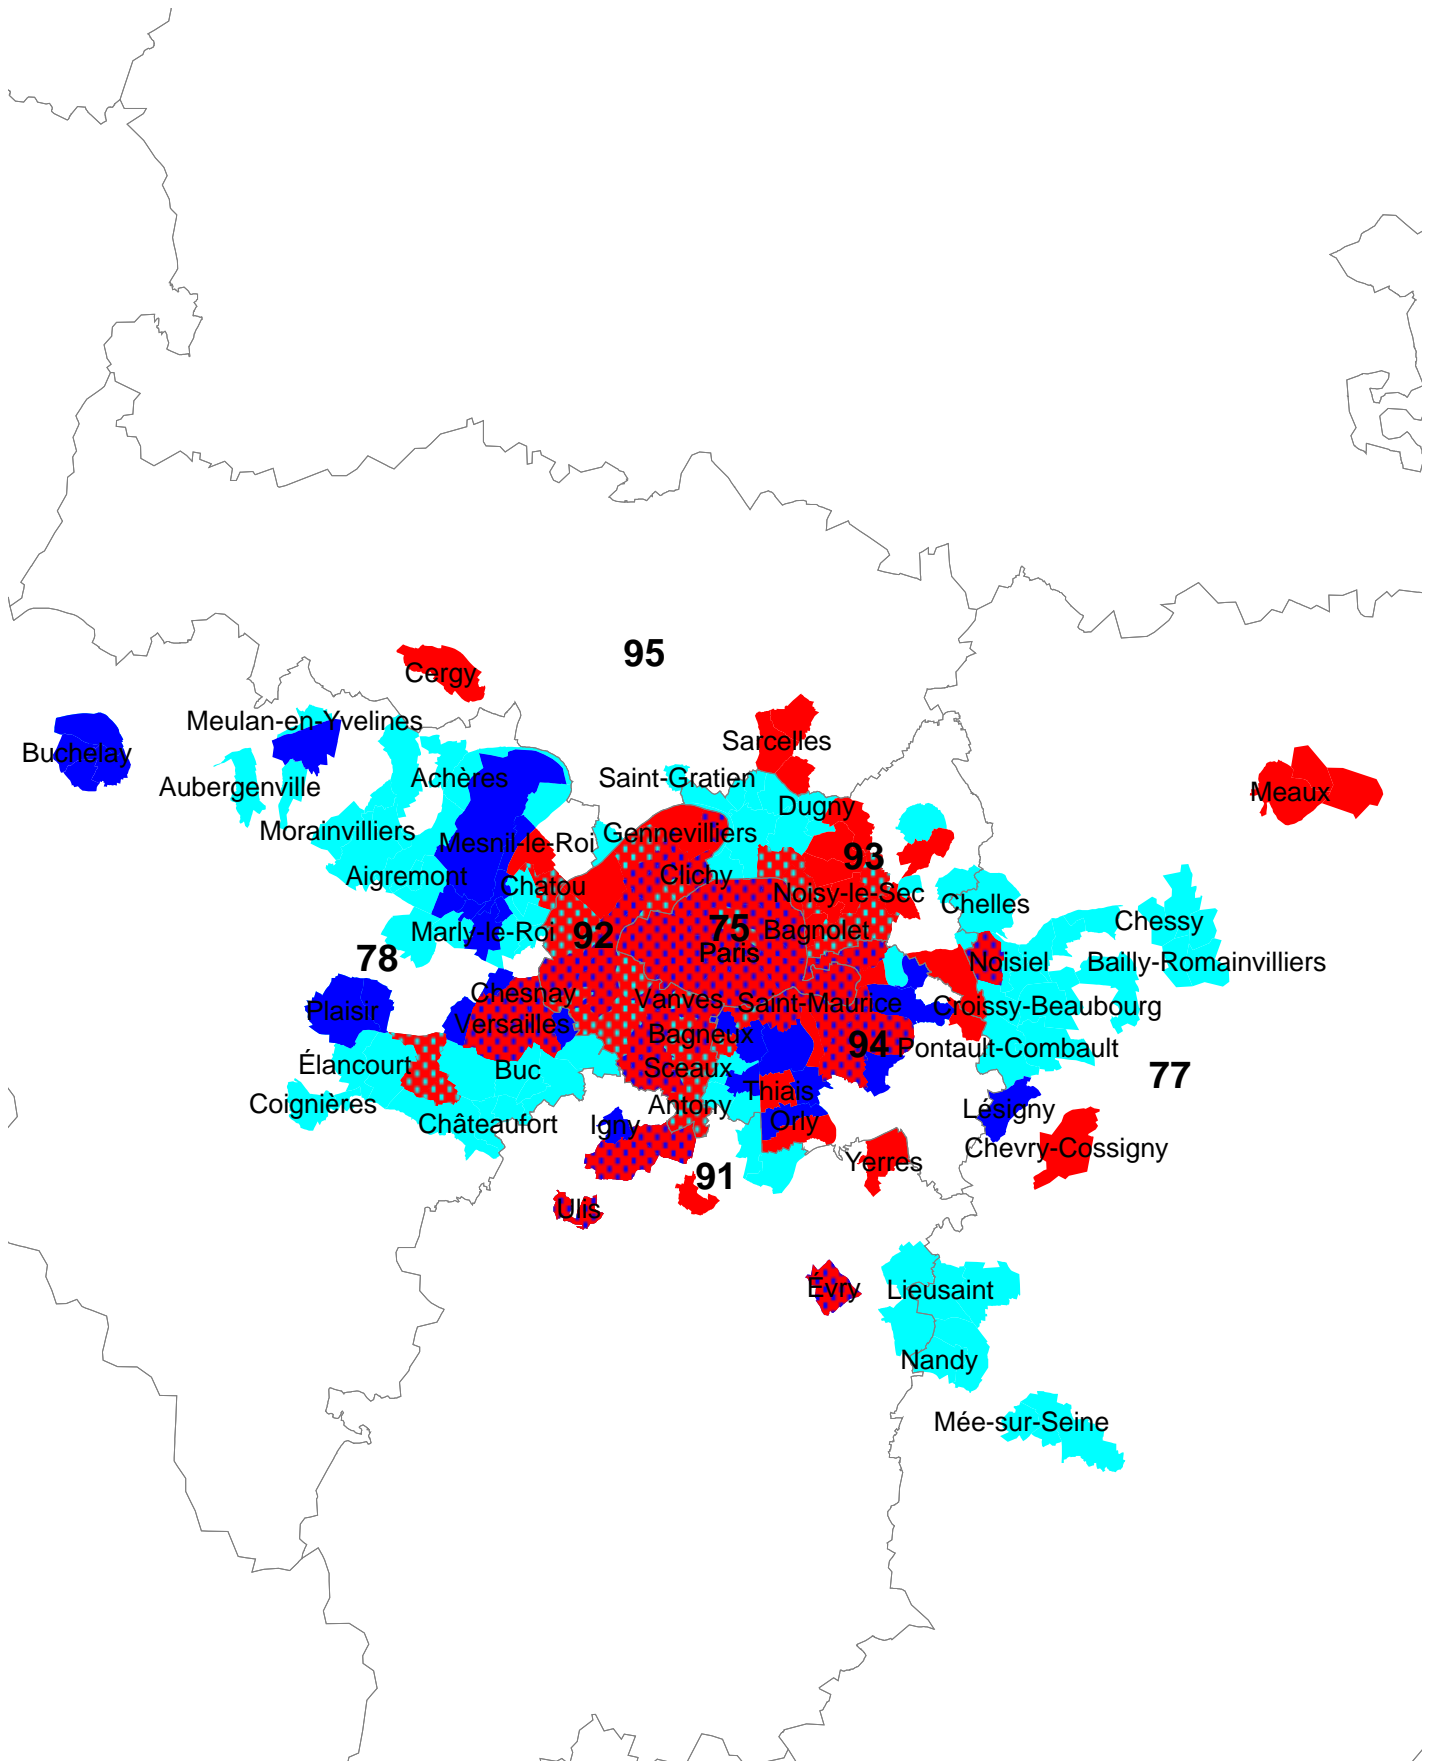 95
Cergy
Meulan-en-Yvelines
Buchelay
Sarcelles
Achères
Saint-Gratien
Aubergenville
Meaux
Dugny
Morainvilliers
Gennevilliers
Mesnil-le-Roi
93
Aigremont
Clichy
Chatou
Noisy-le-Sec
Chelles
Chessy
Marly-le-Roi
92
75
Bagnolet
Paris
78
Noisiel
Bailly-Romainvilliers
Chesnay
Vanves
Saint-Maurice
Croissy-Beaubourg
Plaisir
Versailles
Bagneux
94
Pontault-Combault
Élancourt
Buc
Sceaux
77
Thiais
Coignières
Antony
Lésigny
Châteaufort
Igny
Orly
Chevry-Cossigny
Yerres
91
Ulis
Évry
Lieusaint
Nandy
Mée-sur-Seine